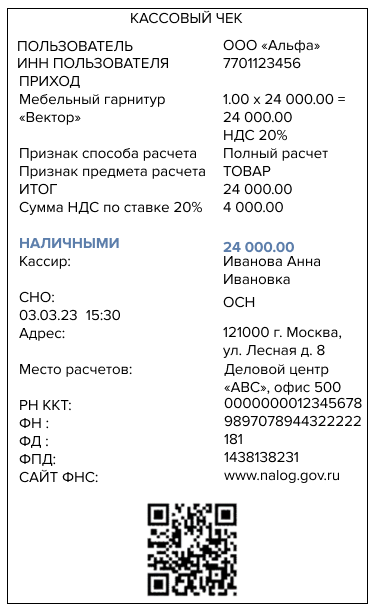 КАССОВЫЙ ЧЕК
ПОЛЬЗОВАТЕЛЬ ООО «Альфа»
ИНН ПОЛЬЗОВАТЕЛЯ 7701123456
ПРИХОД
Мебельный гарнитур 1.00 x 24 000.00 =
«Вектор» 24 000.00
НДС 20%
Признак способа расчета Полный расчет
Признак предмета расчета ТОВАР
ИТОГ 24 000.00
Сумма НДС по ставке 20% 4 000.00
НАЛИЧНЫМИ 24 000.00
Кассир: Иванова Анна
Ивановка
СНО: ОСН
03.03.23 15:30
Адрес: 121000 г. Москва,
ул. Лесная д. 8
Место расчетов: Деловой центр
«АВС», офис 500
РН ККТ: 0000000012345678
ФН : 9897078944322222
ФД : 181
ФПД: 1438138231
САЙТ ФНС: www.nalog.gov.ru